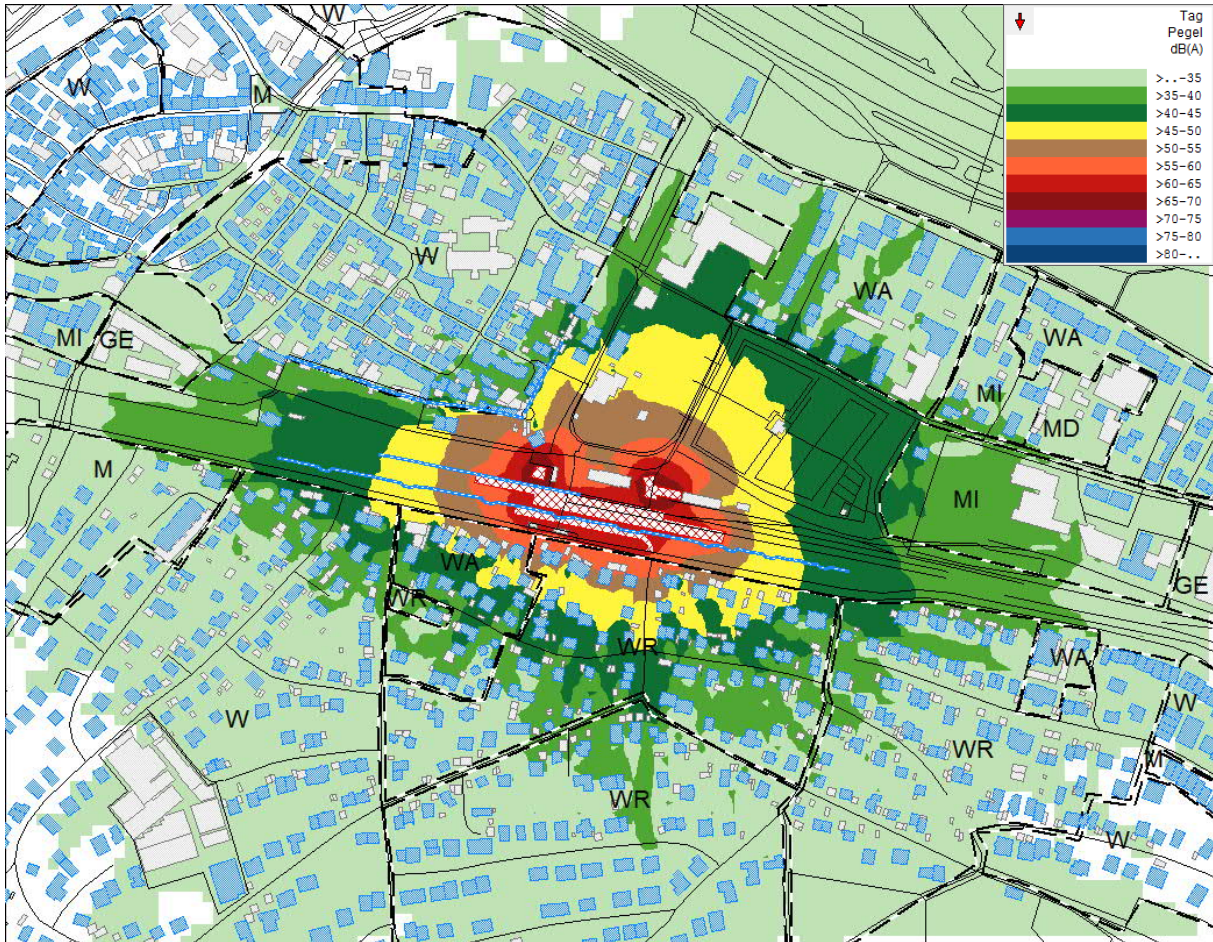 Tag
Pegel
dB(A)
>..-35
>35-40
>40-45
>45-50
>50-55
>55-60
>60-65
>65-70
>70-75
>75-80
>80-..
W
W
M
W
WA
MI
GE
WA
MI
MD
M
MI
WA
WR
GE
WR
WA
W
W
WR
M
WR
W